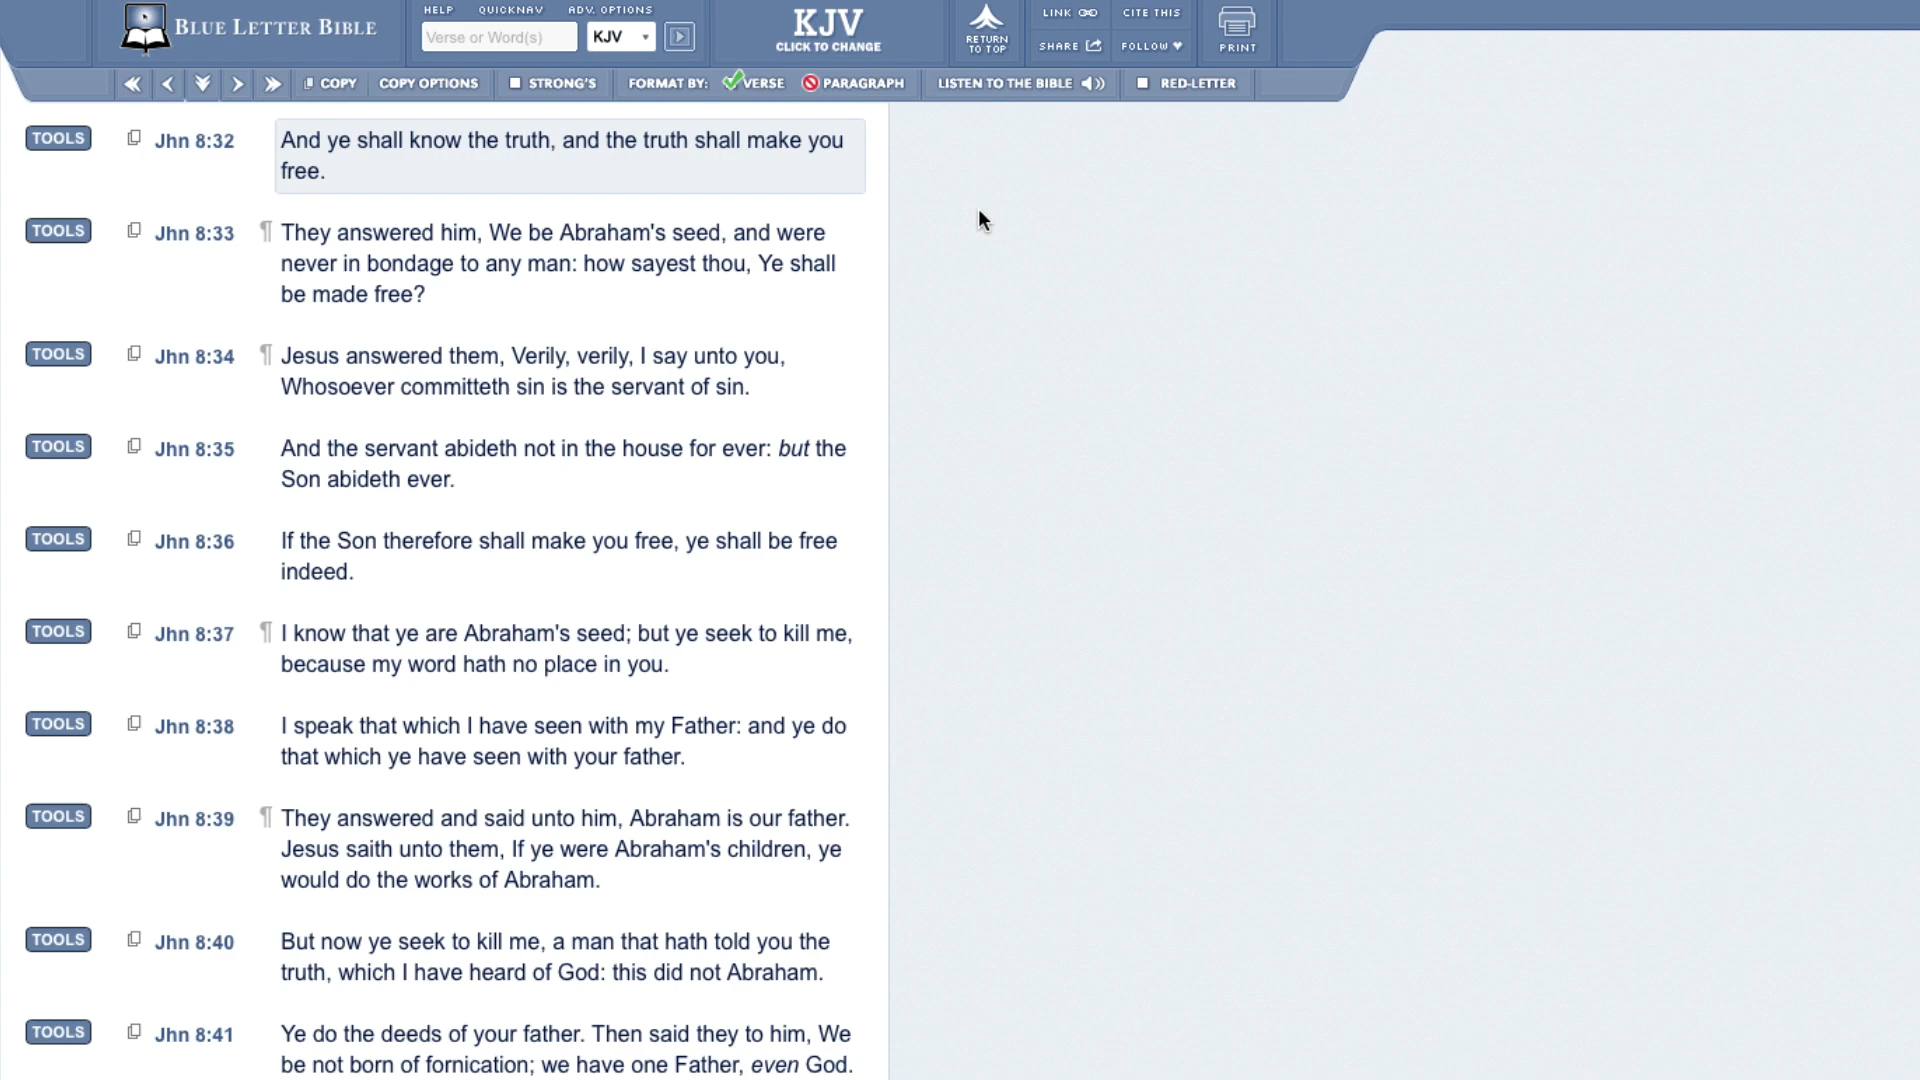 BLUE LETTER BIBLE
HELP QUICKNAV ADV. OPTIONS
Verse or Word(s) KJV
KJV
CLICK TO CHANGE
RETURN
TO TOP
LINK CITE THIS
SHARE FOLLOW
PRINT
COPY COPY OPTIONS STRONG'S FORMAT BY: VERSE PARAGRAPH LISTEN TO THE BIBLE RED-LETTER
TOOLS Jhn 8:32 And ye shall know the truth, and the truth shall make you
free.
TOOLS Jhn 8:33 ¶ They answered him, We be Abraham's seed, and were
never in bondage to any man: how sayest thou, Ye shall
be made free?
TOOLS Jhn 8:34 ¶ Jesus answered them, Verily, verily, I say unto you,
Whosoever committeth sin is the servant of sin.
TOOLS Jhn 8:35 And the servant abideth not in the house for ever: but the
Son abideth ever.
TOOLS Jhn 8:36 If the Son therefore shall make you free, ye shall be free
indeed.
TOOLS Jhn 8:37 ¶ I know that ye are Abraham's seed; but ye seek to kill me,
because my word hath no place in you.
TOOLS Jhn 8:38 I speak that which I have seen with my Father: and ye do
that which ye have seen with your father.
TOOLS Jhn 8:39 ¶ They answered and said unto him, Abraham is our father.
Jesus saith unto them, If ye were Abraham's children, ye
would do the works of Abraham.
TOOLS Jhn 8:40 But now ye seek to kill me, a man that hath told you the
truth, which I have heard of God: this did not Abraham.
TOOLS Jhn 8:41 Ye do the deeds of your father. Then said they to him, We
be not born of fornication; we have one Father, even God.